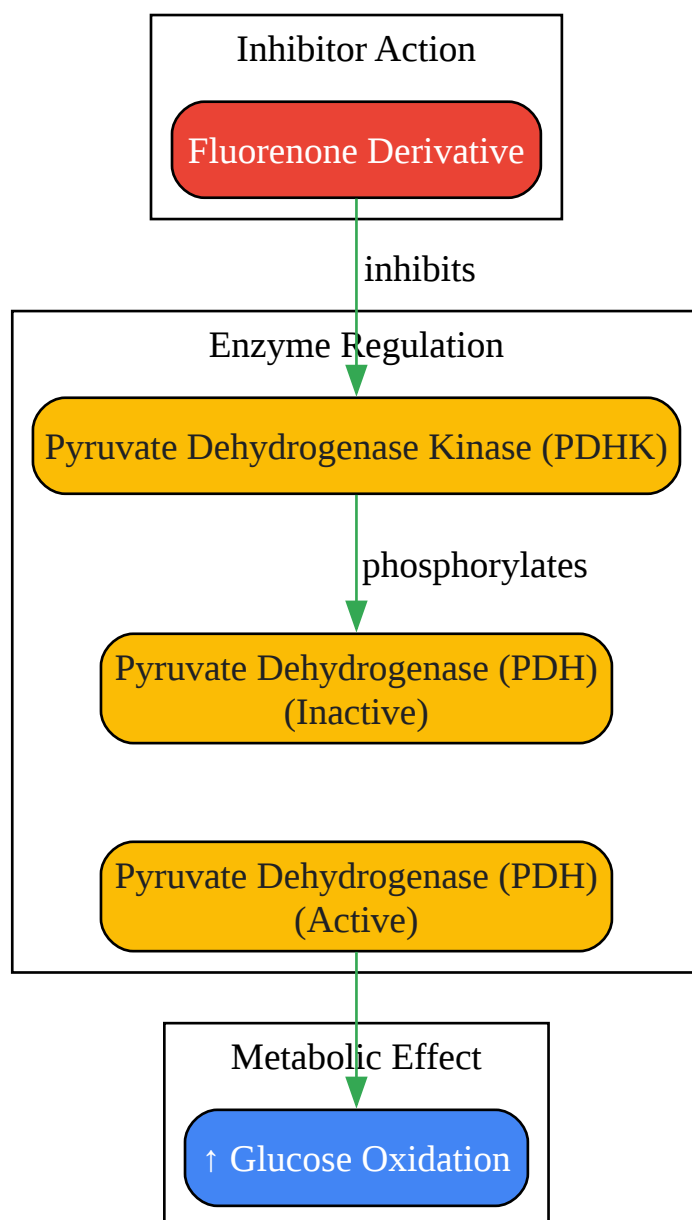 Inhibitor Action
Fluorenone Derivative
inhibits
Enzyme Regulation
Pyruvate Dehydrogenase Kinase (PDHK)
phosphorylates
Pyruvate Dehydrogenase (PDH)
(Inactive)
Pyruvate Dehydrogenase (PDH)
(Active)
Metabolic Effect
↑ Glucose Oxidation